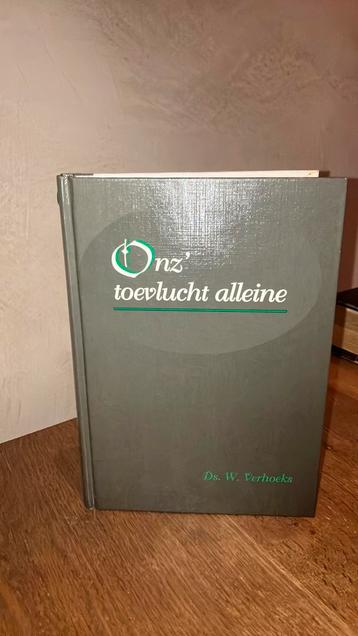 Onz'
toevlucht alleine
Ds. W. Verhoeks